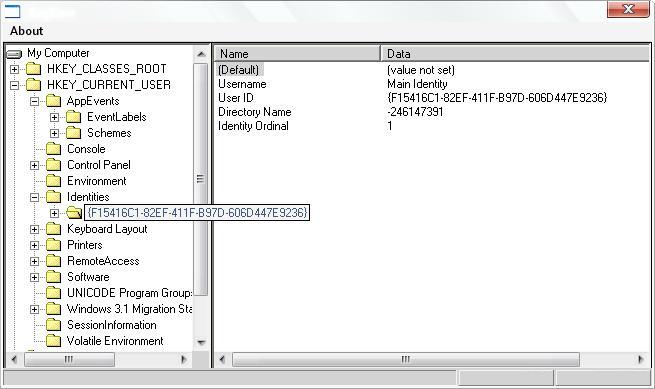 About
My Computer
HKEY_CLASSES_ROOT
HKEY_CURRENT_USER
AppEvents
EventLabels
Schemes
Console
Control Panel
Environment
Identities
{F15416C1-82EF-411F-B97D-606D447E9236}
Keyboard Layout
Printers
RemoteAccess
Software
UNICODE Program Groups
Windows 3.1 Migration Sta
SessionInformation
Volatile Environment
Name Data
(Default) (value not set)
Username Main Identity
User ID {F15416C1-82EF-411F-B97D-606D447E9236}
Directory Name -246147391
Identity Ordinal 1